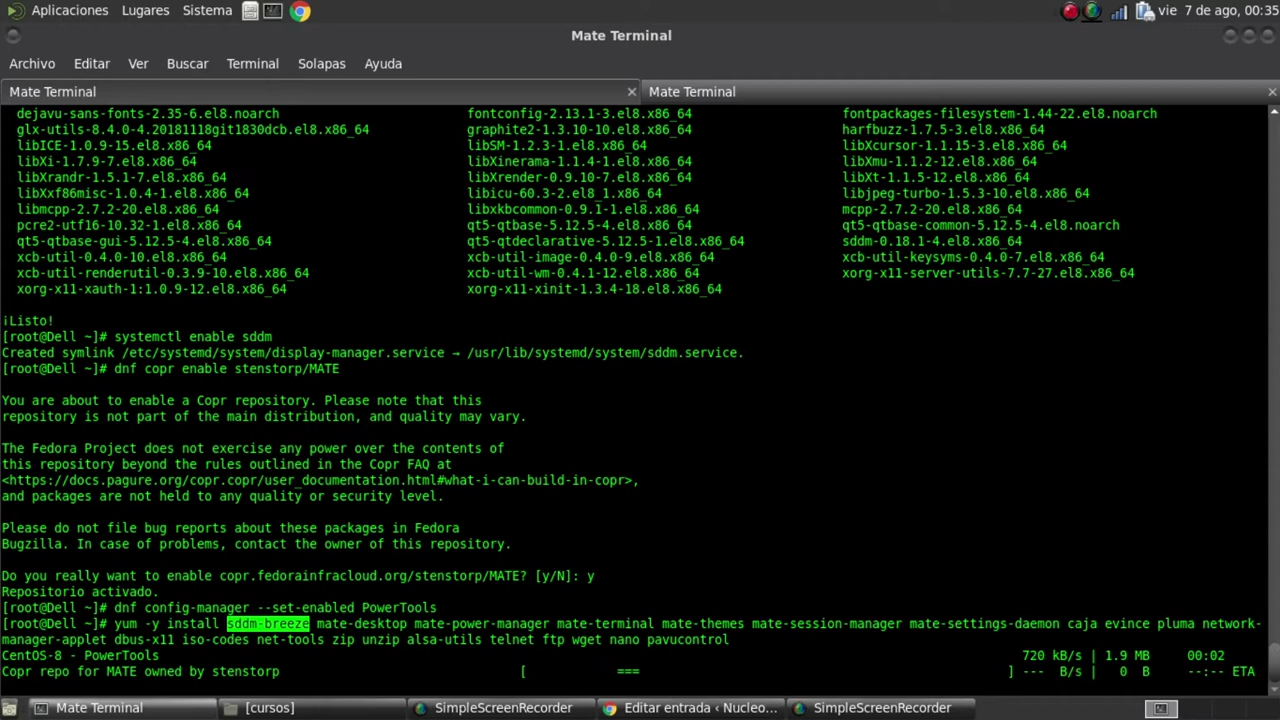 Aplicaciones Lugares Sistema vie 7 de ago, 00:35
Mate Terminal
Archivo Editar Ver Buscar Terminal Solapas Ayuda
Mate Terminal × Mate Terminal ×
dejavu-sans-fonts-2.35-6.el8.noarch fontconfig-2.13.1-3.el8.x86_64 fontpackages-filesystem-1.44-22.el8.noarch
glx-utils-8.4.0-4.20181118git1830dcb.el8.x86_64 graphite2-1.3.10-10.el8.x86_64 harfbuzz-1.7.5-3.el8.x86_64
libICE-1.0.9-15.el8.x86_64 libSM-1.2.3-1.el8.x86_64 libXcursor-1.1.15-3.el8.x86_64
libXi-1.7.9-7.el8.x86_64 libXinerama-1.1.4-1.el8.x86_64 libXmu-1.1.2-12.el8.x86_64
libXrandr-1.5.1-7.el8.x86_64 libXrender-0.9.10-7.el8.x86_64 libXt-1.1.5-12.el8.x86_64
libXxf86misc-1.0.4-1.el8.x86_64 libicu-60.3-2.el8_1.x86_64 libjpeg-turbo-1.5.3-10.el8.x86_64
libmcpp-2.7.2-20.el8.x86_64 libxkbcommon-0.9.1-1.el8.x86_64 mcpp-2.7.2-20.el8.x86_64
pcre2-utf16-10.32-1.el8.x86_64 qt5-qtbase-5.12.5-4.el8.x86_64 qt5-qtbase-common-5.12.5-4.el8.noarch
qt5-qtbase-gui-5.12.5-4.el8.x86_64 qt5-qtdeclarative-5.12.5-1.el8.x86_64 sddm-0.18.1-4.el8.x86_64
xcb-util-0.4.0-10.el8.x86_64 xcb-util-image-0.4.0-9.el8.x86_64 xcb-util-keysyms-0.4.0-7.el8.x86_64
xcb-util-renderutil-0.3.9-10.el8.x86_64 xcb-util-wm-0.4.1-12.el8.x86_64 xorg-x11-server-utils-7.7-27.el8.x86_64
xorg-x11-xauth-1:1.0.9-12.el8.x86_64 xorg-x11-xinit-1.3.4-18.el8.x86_64
¡Listo!
[root@Dell ~]# systemctl enable sddm
Created symlink /etc/systemd/system/display-manager.service → /usr/lib/systemd/system/sddm.service.
[root@Dell ~]# dnf copr enable stenstorp/MATE
You are about to enable a Copr repository. Please note that this
repository is not part of the main distribution, and quality may vary.
The Fedora Project does not exercise any power over the contents of
this repository beyond the rules outlined in the Copr FAQ at
<https://docs.pagure.org/copr.copr/user_documentation.html#what-i-can-build-in-copr>,
and packages are not held to any quality or security level.
Please do not file bug reports about these packages in Fedora
Bugzilla. In case of problems, contact the owner of this repository.
Do you really want to enable copr.fedorainfracloud.org/stenstorp/MATE? [y/N]: y
Repositorio activado.
[root@Dell ~]# dnf config-manager --set-enabled PowerTools
[root@Dell ~]# yum -y install sddm-breeze mate-desktop mate-power-manager mate-terminal mate-themes mate-session-manager mate-settings-daemon caja evince pluma network-
manager-applet dbus-x11 iso-codes net-tools zip unzip alsa-utils telnet ftp wget nano pavucontrol
CentOS-8 - PowerTools 720 kB/s | 1.9 MB 00:02
Copr repo for MATE owned by stenstorp [ === ] --- B/s | 0 B --:-- ETA
Mate Terminal [cursos] SimpleScreenRecorder Editar entrada ‹ Nucleo... SimpleScreenRecorder